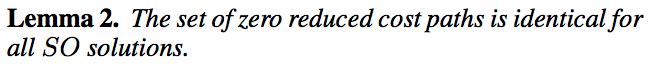 Lemma 2. The set of zero reduced cost paths is identical for
all SO solutions.